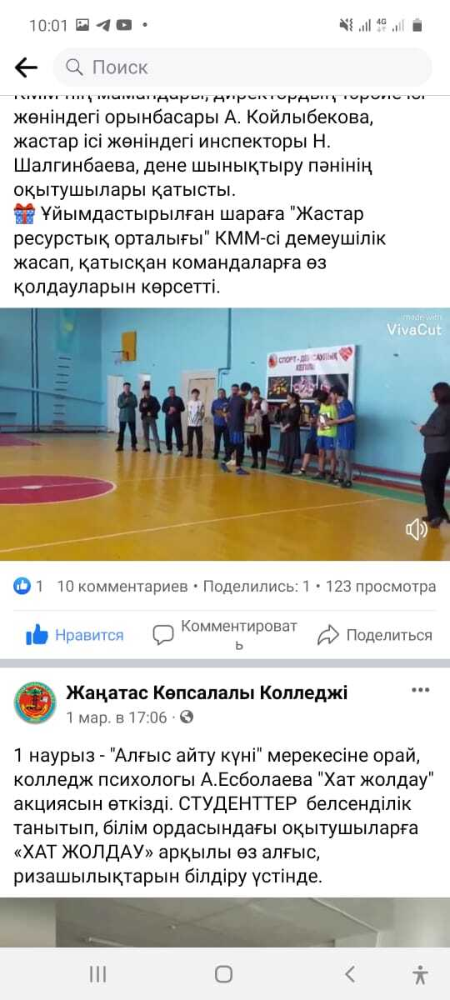 10:01
4G
Поиск
жөніндегі орынбасары А. Койлыбекова,
жастар ісі жөніндегі инспекторы Н.
Шалгинбаева, дене шынықтыру пәнінің
оқытушылары қатысты.
🎁 Ұйымдастырылған шараға "Жастар
ресурстық орталығы" КММ-сі демеушілік
жасап, қатысқан командаларға өз
қолдауларын көрсетті.
made with
VivaCut
СПОРТ - ДЕНСАУЛЫҚ
КЕПІЛІ
1 10 комментариев • Поделились: 1 • 123 просмотра
Нравится
Комментироват
ь
Поделиться
Жаңатас Көпсалалы Колледжі
1 мар. в 17:06
1 наурыз - "Алғыс айту күні" мерекесіне орай,
колледж психологы А.Есболаева "Хат жолдау"
акциясын өткізді. СТУДЕНТТЕР белсенділік
танытып, білім ордасындағы оқытушыларға
«ХАТ ЖОЛДАУ» арқылы өз алғыс,
ризашылықтарын білдіру үстінде.